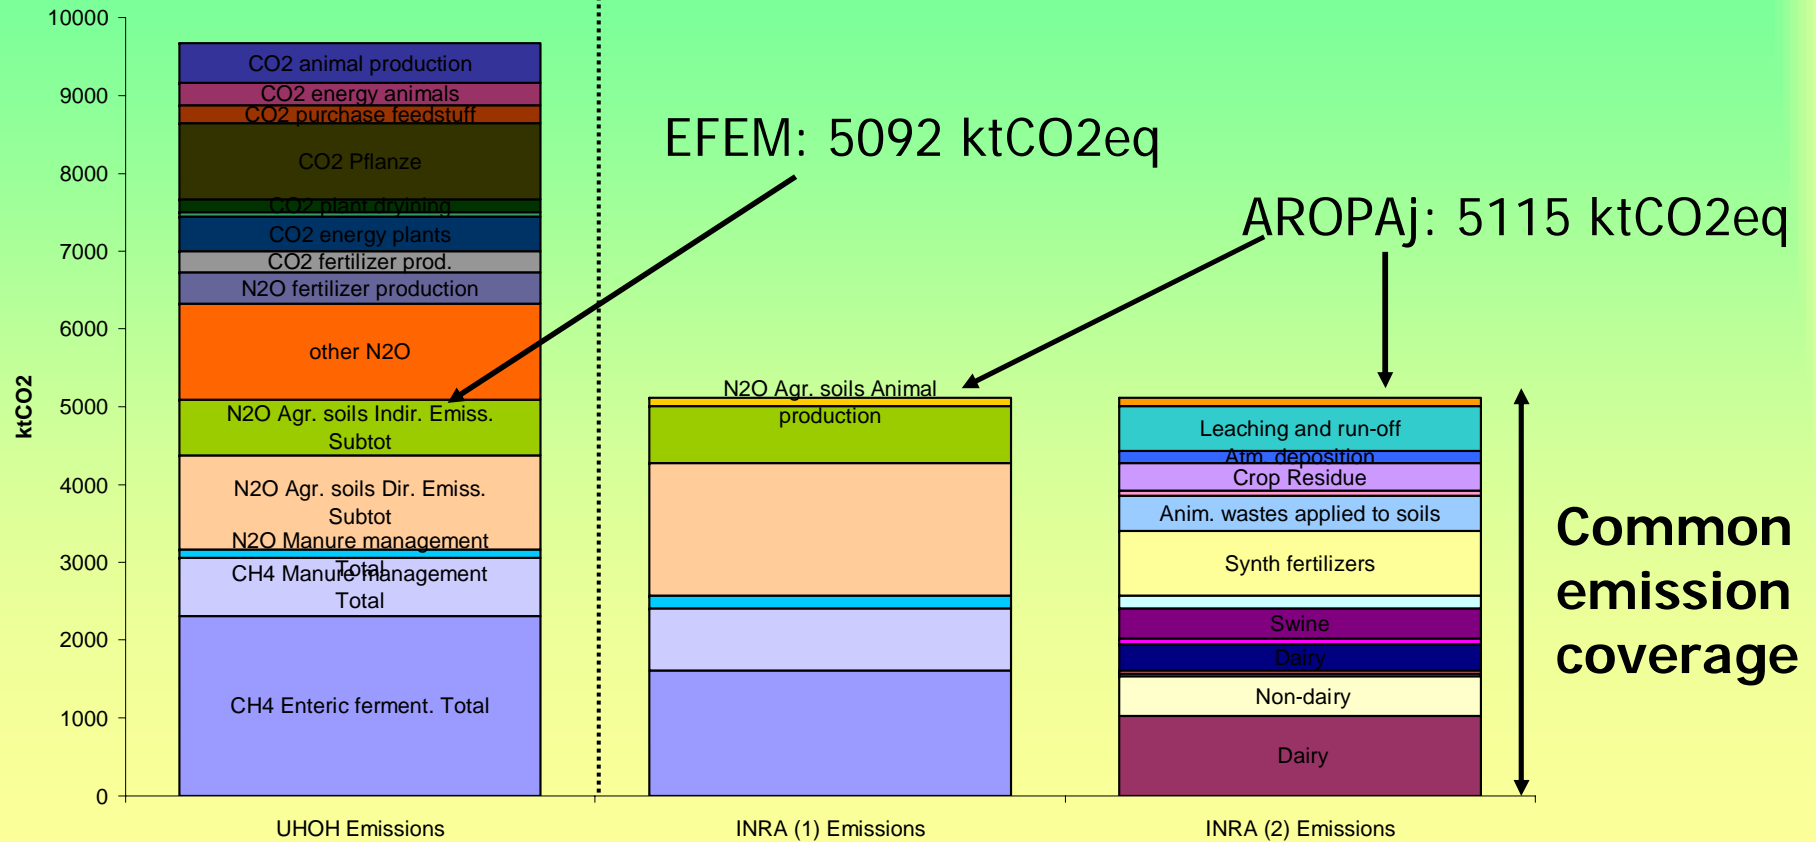 10000
9000
8000
7000
6000
5000
4000
3000
2000
1000
0
ktCO2
CO2 animal production
CO2 energy animals
CO2 purchase feedstuff
CO2 Pflanze
CO2 plant dryining
CO2 energy plants
CO2 fertilizer prod.
N2O fertilizer production
other N2O
N2O Agr. soils Indir. Emiss.
Subtot
N2O Agr. soils Dir. Emiss.
Subtot
N2O Manure management
Total
CH4 Manure management
Total
CH4 Enteric ferment. Total
UHOH Emissions
EFEM: 5092 ktCO2eq
AROPAj: 5115 ktCO2eq
N2O Agr. soils Animal
production
INRA (1) Emissions
Leaching and run-off
Atm. deposition
Crop Residue
Anim. wastes applied to soils
Synth fertilizers
Swine
Dairy
Non-dairy
Dairy
INRA (2) Emissions
Common
emission
coverage